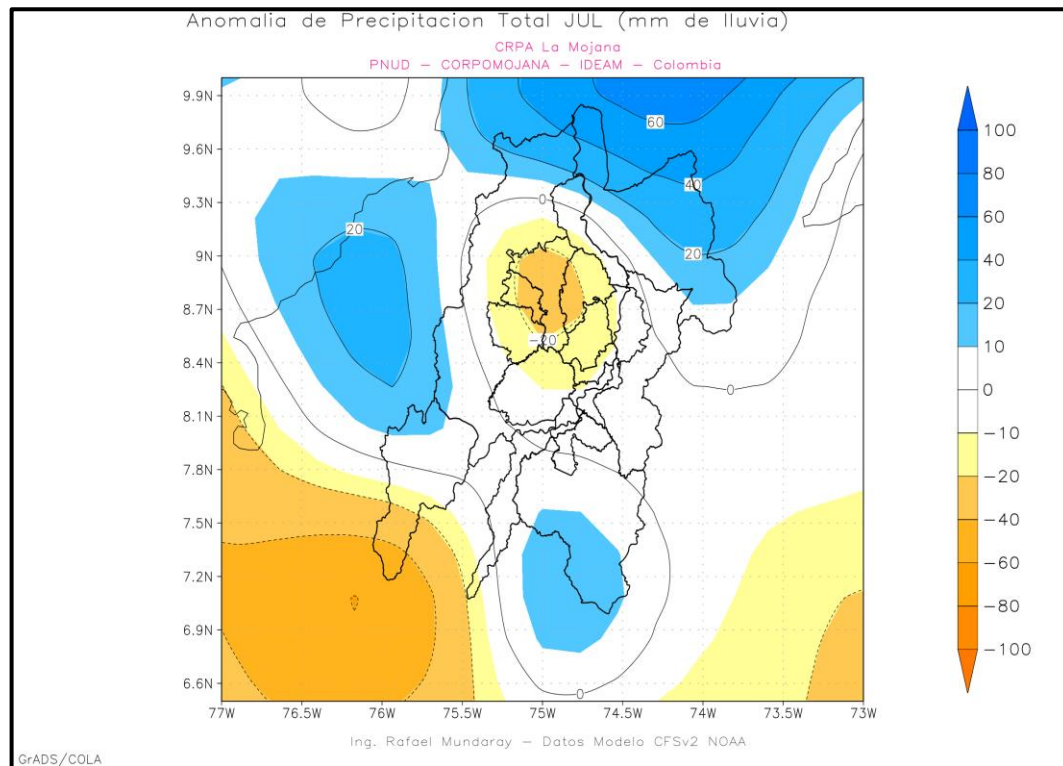 Anomalia de Precipitacion Total JUL (mm de lluvia)
CRPA La Mojana
PNUD – CORPOMOJANA – IDEAM – Colombia
9.9N
9.6N
9.3N
9N
8.7N
8.4N
8.1N
7.8N
7.5N
7.2N
6.9N
6.6N
60
40
20
0
20
-20
0
0
77W 76.5W 76W 75.5W 75W 74.5W 74W 73.5W 73W
100
80
60
40
20
10
0
-10
-20
-40
-60
-80
-100
Ing. Rafael Mundaray – Datos Modelo CFSv2 NOAA
GrADS/COLA